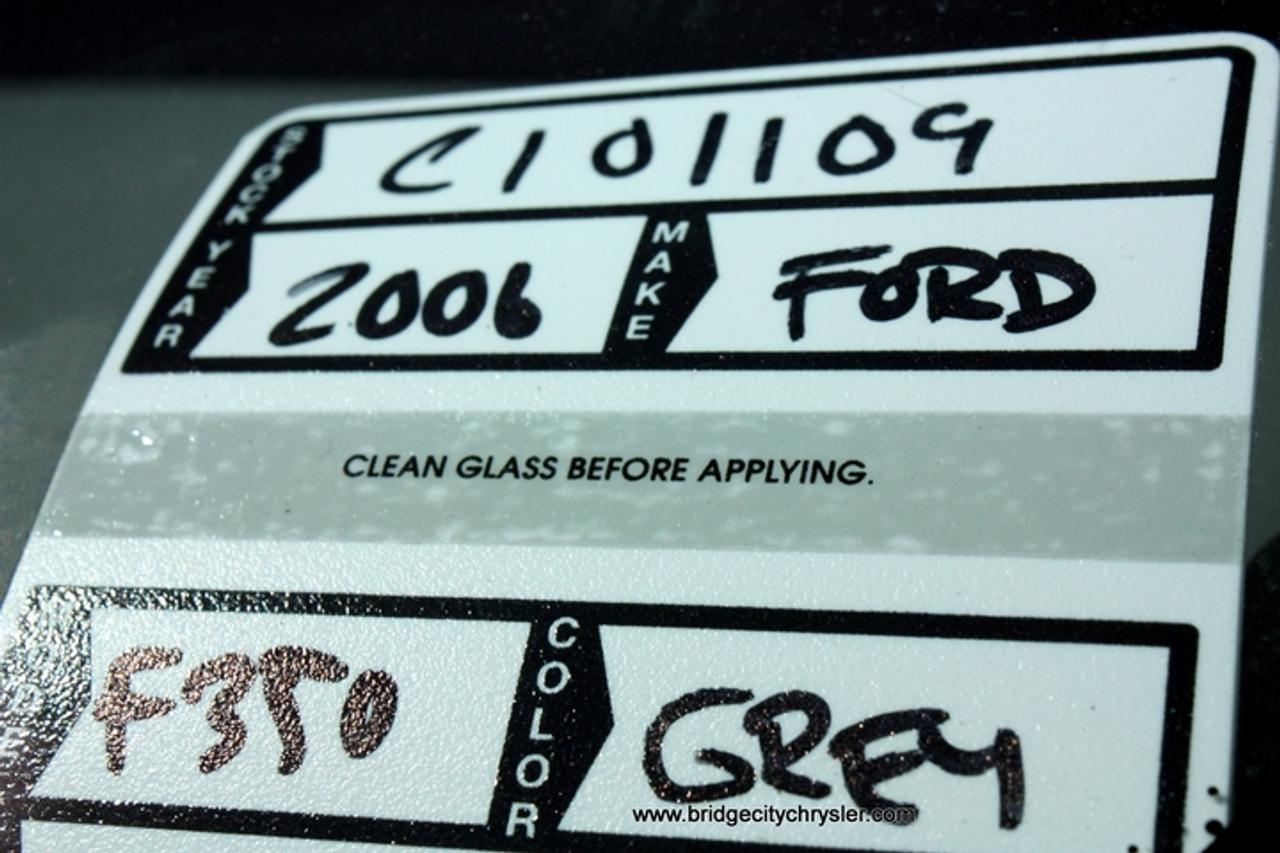 STOCK C101109
YEAR 2006 MAKE FORD
CLEAN GLASS BEFORE APPLYING.
F350 COLOR GREY
www.bridgecitychrysler.com